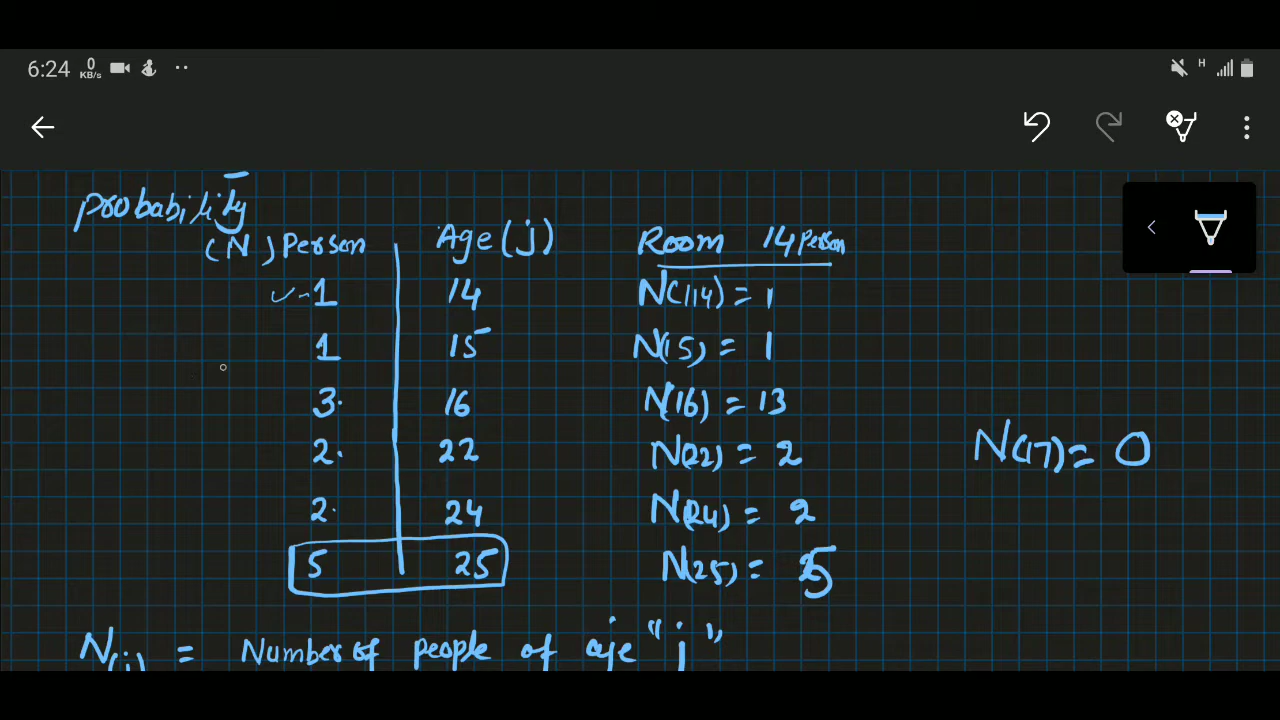 6:24 0 KB/s H
probability
(N) Person Age (j) Room 14 Person
1 14 N(14) = 1
1 15 N(15) = 1
3 16 N(16) = 13
2 22 N(22) = 2
2 24 N(24) = 2
5 25 N(25) = 5
N(17) = 0
N(j) = Number of people of age "j"